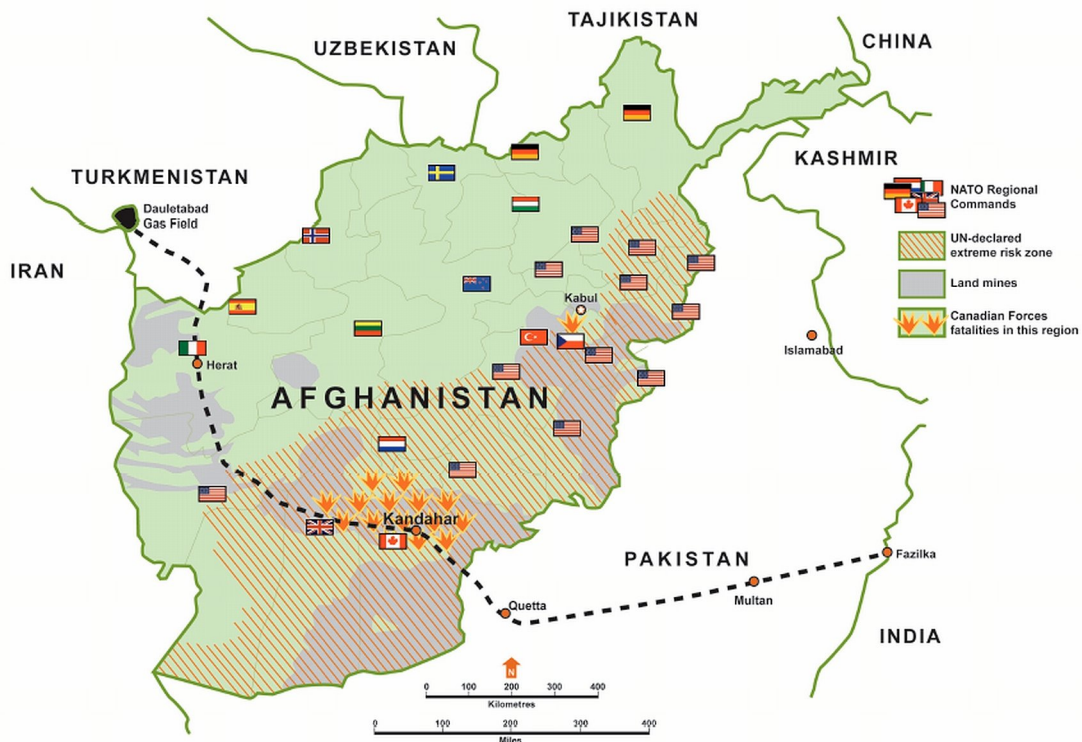 TAJIKISTAN
UZBEKISTAN
CHINA
KASHMIR
TURKMENISTAN
Dauletabad
Gas Field
IRAN
NATO Regional
Commands
UN-declared
extreme risk zone
Land mines
Canadian Forces
fatalities in this region
Kabul
Islamabad
Herat
AFGHANISTAN
Kandahar
PAKISTAN
Fazilka
Multan
Quetta
INDIA
N
0 100 200 300 400
Kilometres
0 100 200 300 400
Miles